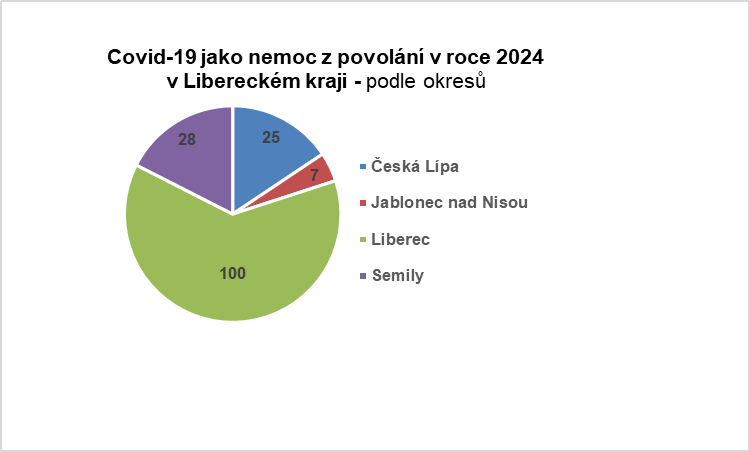 Covid-19 jako nemoc z povolání v roce 2024
v Libereckém kraji - podle okresů
28
25
7
100
Česká Lípa
Jablonec nad Nisou
Liberec
Semily